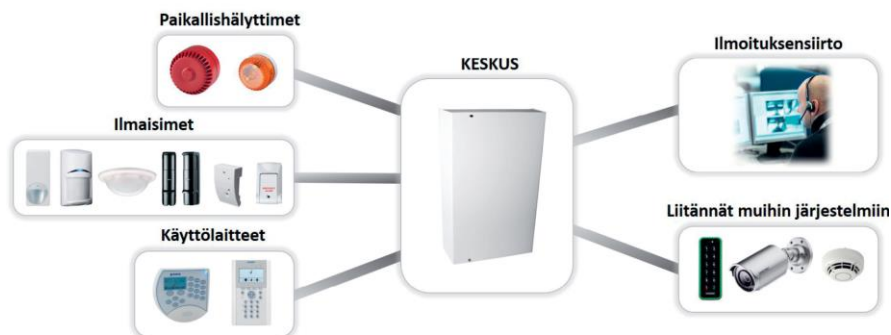 Paikallishälyttimet
Ilmaisimet
Käyttölaitteet
KESKUS
Ilmoituksensiirto
Liitännät muihin järjestelmiin